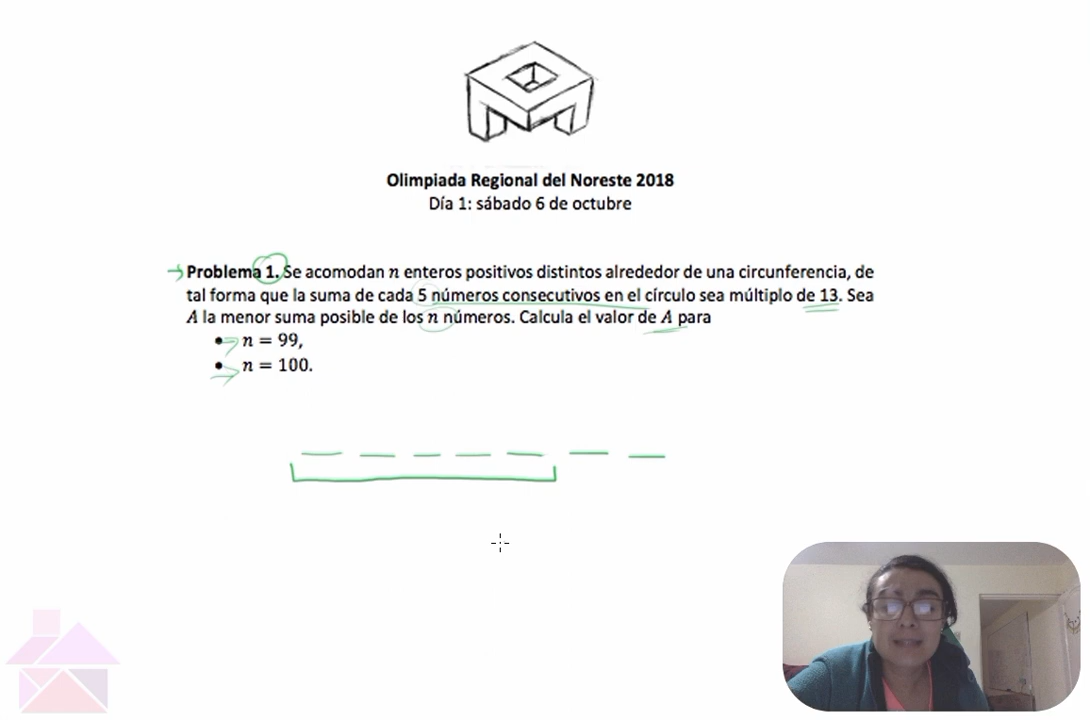 Olimpiada Regional del Noreste 2018
Día 1: sábado 6 de octubre
Problema 1. Se acomodan n enteros positivos distintos alrededor de una circunferencia, de
tal forma que la suma de cada 5 números consecutivos en el círculo sea múltiplo de 13. Sea
A la menor suma posible de los n números. Calcula el valor de A para
• n = 99,
• n = 100.